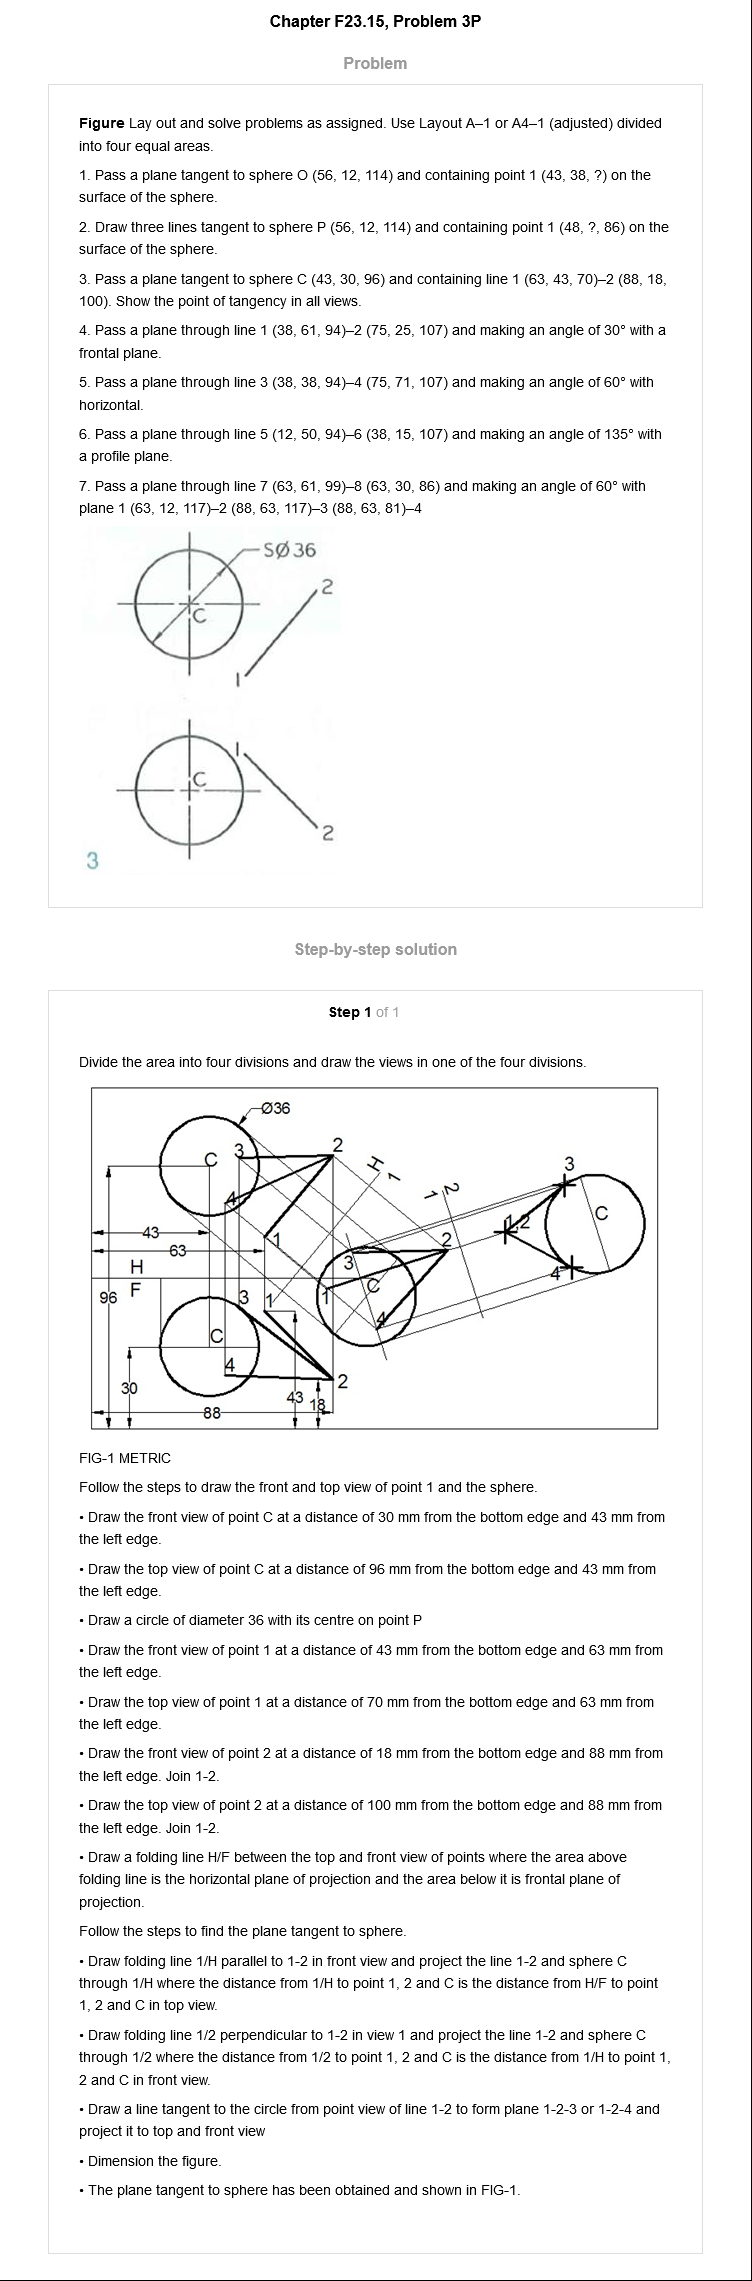 Chapter F23.15, Problem 3P
Problem
Figure Lay out and solve problems as assigned. Use Layout A–1 or A4–1 (adjusted) divided
into four equal areas.
1. Pass a plane tangent to sphere O (56, 12, 114) and containing point 1 (43, 38, ?) on the
surface of the sphere.
2. Draw three lines tangent to sphere P (56, 12, 114) and containing point 1 (48, ?, 86) on the
surface of the sphere.
3. Pass a plane tangent to sphere C (43, 30, 96) and containing line 1 (63, 43, 70)–2 (88, 18,
100). Show the point of tangency in all views.
4. Pass a plane through line 1 (38, 61, 94)–2 (75, 25, 107) and making an angle of 30° with a
frontal plane.
5. Pass a plane through line 3 (38, 38, 94)–4 (75, 71, 107) and making an angle of 60° with
horizontal.
6. Pass a plane through line 5 (12, 50, 94)–6 (38, 15, 107) and making an angle of 135° with
a profile plane.
7. Pass a plane through line 7 (63, 61, 99)–8 (63, 30, 86) and making an angle of 60° with
plane 1 (63, 12, 117)–2 (88, 63, 117)–3 (88, 63, 81)–4
SØ 36
2
C
1
1
C
2
3
Step-by-step solution
Step 1 of 1
Divide the area into four divisions and draw the views in one of the four divisions.
Ø36
C
3
2
H
1
4
1
2
3
1,2
C
43
1
2
63
H
3
4
F
96
3
1
1
C
C
4
4
30
2
43
18
88
FIG-1 METRIC
Follow the steps to draw the front and top view of point 1 and the sphere.
• Draw the front view of point C at a distance of 30 mm from the bottom edge and 43 mm from
the left edge.
• Draw the top view of point C at a distance of 96 mm from the bottom edge and 43 mm from
the left edge.
• Draw a circle of diameter 36 with its centre on point P
• Draw the front view of point 1 at a distance of 43 mm from the bottom edge and 63 mm from
the left edge.
• Draw the top view of point 1 at a distance of 70 mm from the bottom edge and 63 mm from
the left edge.
• Draw the front view of point 2 at a distance of 18 mm from the bottom edge and 88 mm from
the left edge. Join 1-2.
• Draw the top view of point 2 at a distance of 100 mm from the bottom edge and 88 mm from
the left edge. Join 1-2.
• Draw a folding line H/F between the top and front view of points where the area above
folding line is the horizontal plane of projection and the area below it is frontal plane of
projection.
Follow the steps to find the plane tangent to sphere.
• Draw folding line 1/H parallel to 1-2 in front view and project the line 1-2 and sphere C
through 1/H where the distance from 1/H to point 1, 2 and C is the distance from H/F to point
1, 2 and C in top view.
• Draw folding line 1/2 perpendicular to 1-2 in view 1 and project the line 1-2 and sphere C
through 1/2 where the distance from 1/2 to point 1, 2 and C is the distance from 1/H to point 1,
2 and C in front view.
• Draw a line tangent to the circle from point view of line 1-2 to form plane 1-2-3 or 1-2-4 and
project it to top and front view
• Dimension the figure.
• The plane tangent to sphere has been obtained and shown in FIG-1.